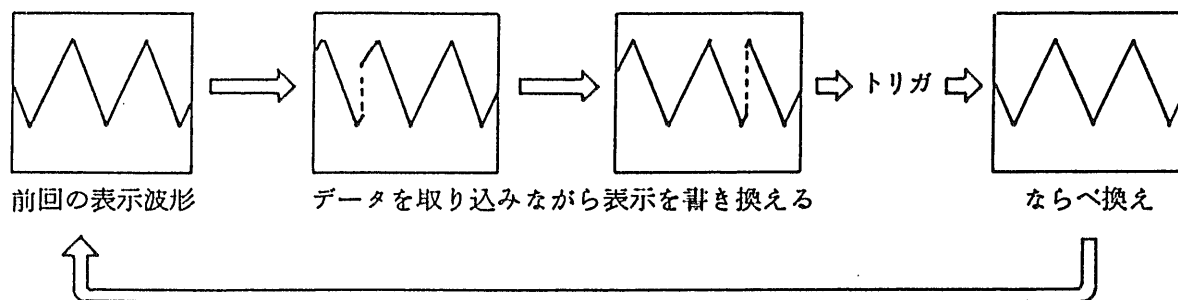 トリガ
前回の表示波形
データを取り込みながら表示を書き換える
ならべ換え